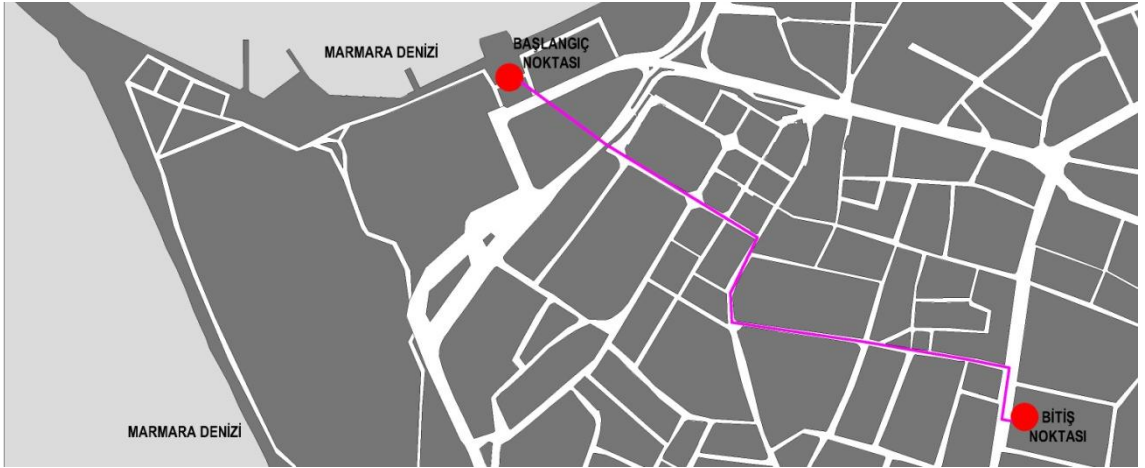 MARMARA DENİZİ
BAŞLANGIÇ
NOKTASI
BİTİŞ
NOKTASI
MARMARA DENİZİ